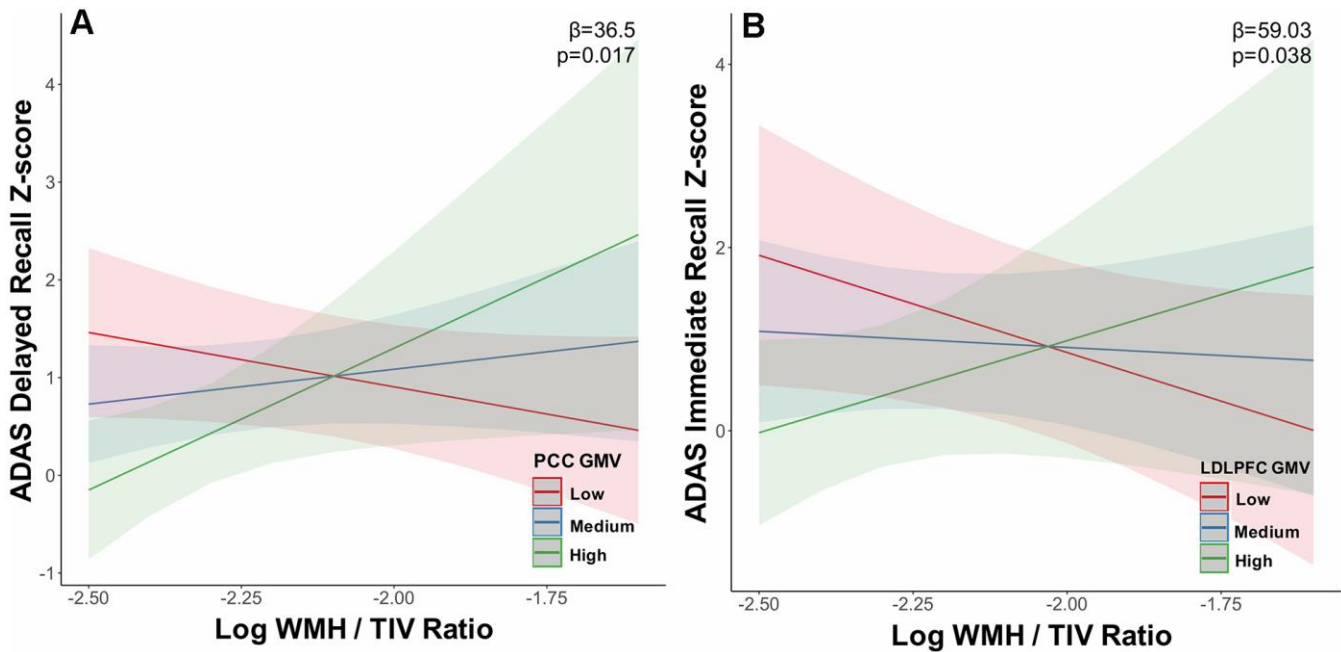 A
β=36.5
p=0.017
ADAS Delayed Recall Z-score
4
3
2
1
0
-1
PCC GMV
Low
Medium
High
-2.50
-2.25
-2.00
-1.75
Log WMH / TIV Ratio
B
β=59.03
p=0.038
ADAS Immediate Recall Z-score
4
2
0
LDLPFC GMV
Low
Medium
High
-2.50
-2.25
-2.00
-1.75
Log WMH / TIV Ratio